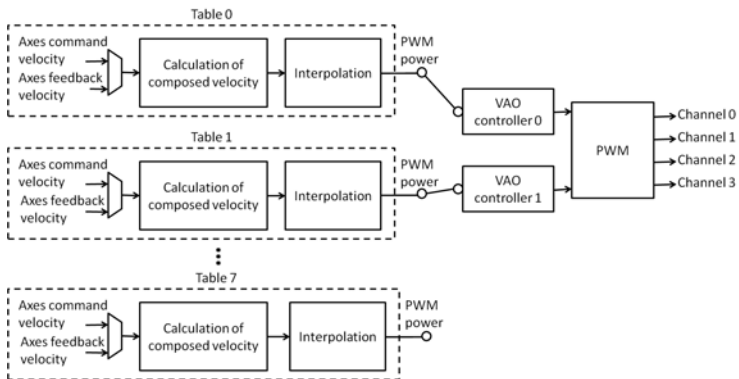 Table 0
Axes command
velocity
Axes feedback
velocity
Calculation of
composed velocity
Interpolation
PWM
power
VAO
controller 0
PWM
Channel 0
Channel 1
Channel 2
Channel 3
Table 1
Axes command
velocity
Axes feedback
velocity
Calculation of
composed velocity
Interpolation
PWM
power
VAO
controller 1
Table 7
Axes command
velocity
Axes feedback
velocity
Calculation of
composed velocity
Interpolation
PWM
power